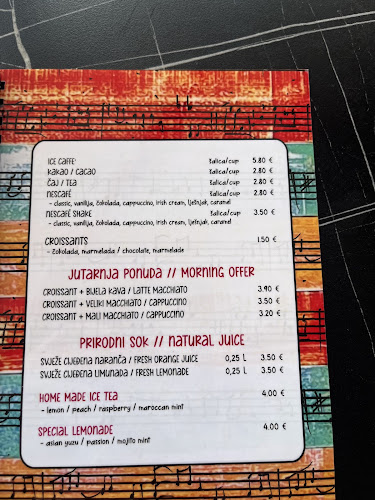 ICE CAFFE' šalica/cup 5.80 €
KAKAO / CACAO šalica/cup 2.80 €
ČAJ / TEA šalica/cup 2.80 €
NESCAFÉ šalica/cup 2.80 €
- classic, vanilija, čokolada, cappuccino, irish cream, lješnjak, caramel
NESCAFÉ SHAKE šalica/cup 3.50 €
- classic, vanilija, čokolada, cappuccino, irish cream, lješnjak, caramel
CROISSANTS 1.50 €
- čokolada, marmelada / chocolate, marmelade
JUTARNJA PONUDA // MORNING OFFER
CROISSANT + BIJELA KAVA / LATTE MACCHIATO 3.90 €
CROISSANT + VELIKI MACCHIATO / CAPPUCCINO 3.50 €
CROISSANT + MALI MACCHIATO / CAPPUCCINO 3.20 €
PRIRODNI SOK // NATURAL JUICE
SVJEŽE CIJEĐENA NARANČA / FRESH ORANGE JUICE 0,25 L 3.50 €
SVJEŽE CIJEĐENA LIMUNADA / FRESH LEMONADE 0,25 L 3.50 €
HOME MADE ICE TEA 4.00 €
- lemon / peach / raspberry / maroccan mint
SPECIAL LEMONADE 4.00 €
- asian yuzu / passion / mojito mint